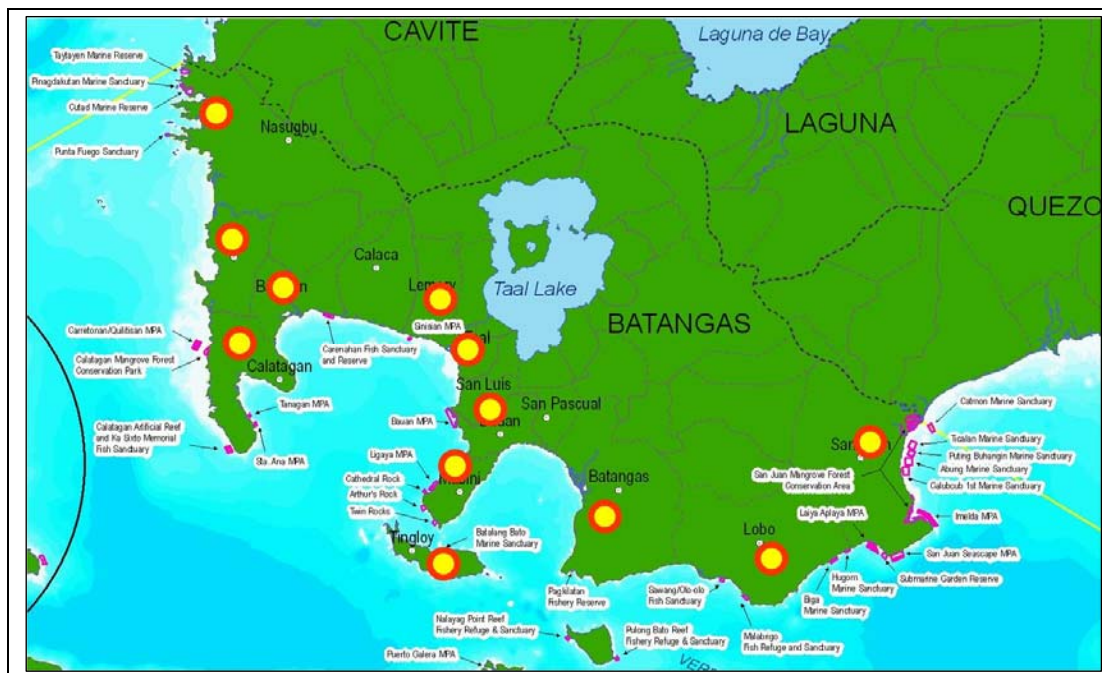 CAVITE
Laguna de Bay
Taytayen Marine Reserve
Pinagdakutan Marine Sanctuary
Cutad Marine Reserve
Nasugbu
LAGUNA
Punta Fuego Sanctuary
QUEZO
Calaca
Taal Lake
BATANGAS
Sinisian MPA
Carretonan/Quilitisan MPA
Calatagan Mangrove Forest
Conservation Park
Carenahan Fish Sanctuary
and Reserve
Calatagan
San Luis
San Pascual
Tanagan MPA
Bauan MPA
Calatagan Artificial Reef
and Ka Sixto Memorial
Fish Sanctuary
Sta. Ana MPA
Catmon Marine Sanctuary
Ticalan Marine Sanctuary
Puting Buhangin Marine Sanctuary
Abung Marine Sanctuary
Calubcub 1st Marine Sanctuary
Ligaya MPA
Cathedral Rock
Arthur's Rock
Twin Rocks
Batangas
San Juan Mangrove Forest
Conservation Area
Laiya Aplaya MPA
Imelda MPA
Tingloy
Batalang Bato
Marine Sanctuary
Lobo
San Juan Seascape MPA
Submarine Garden Reserve
Hugom
Marine Sanctuary
Biga
Marine Sanctuary
Pagkilatan
Fishery Reserve
Sawang/Olo-olo
Fish Sanctuary
Malabrigo
Fish Refuge and Sanctuary
Nalayag Point Reef
Fishery Refuge & Sanctuary
Pulong Bato Reef
Fishery Refuge & Sanctuary
Puerto Galera MPA
VER